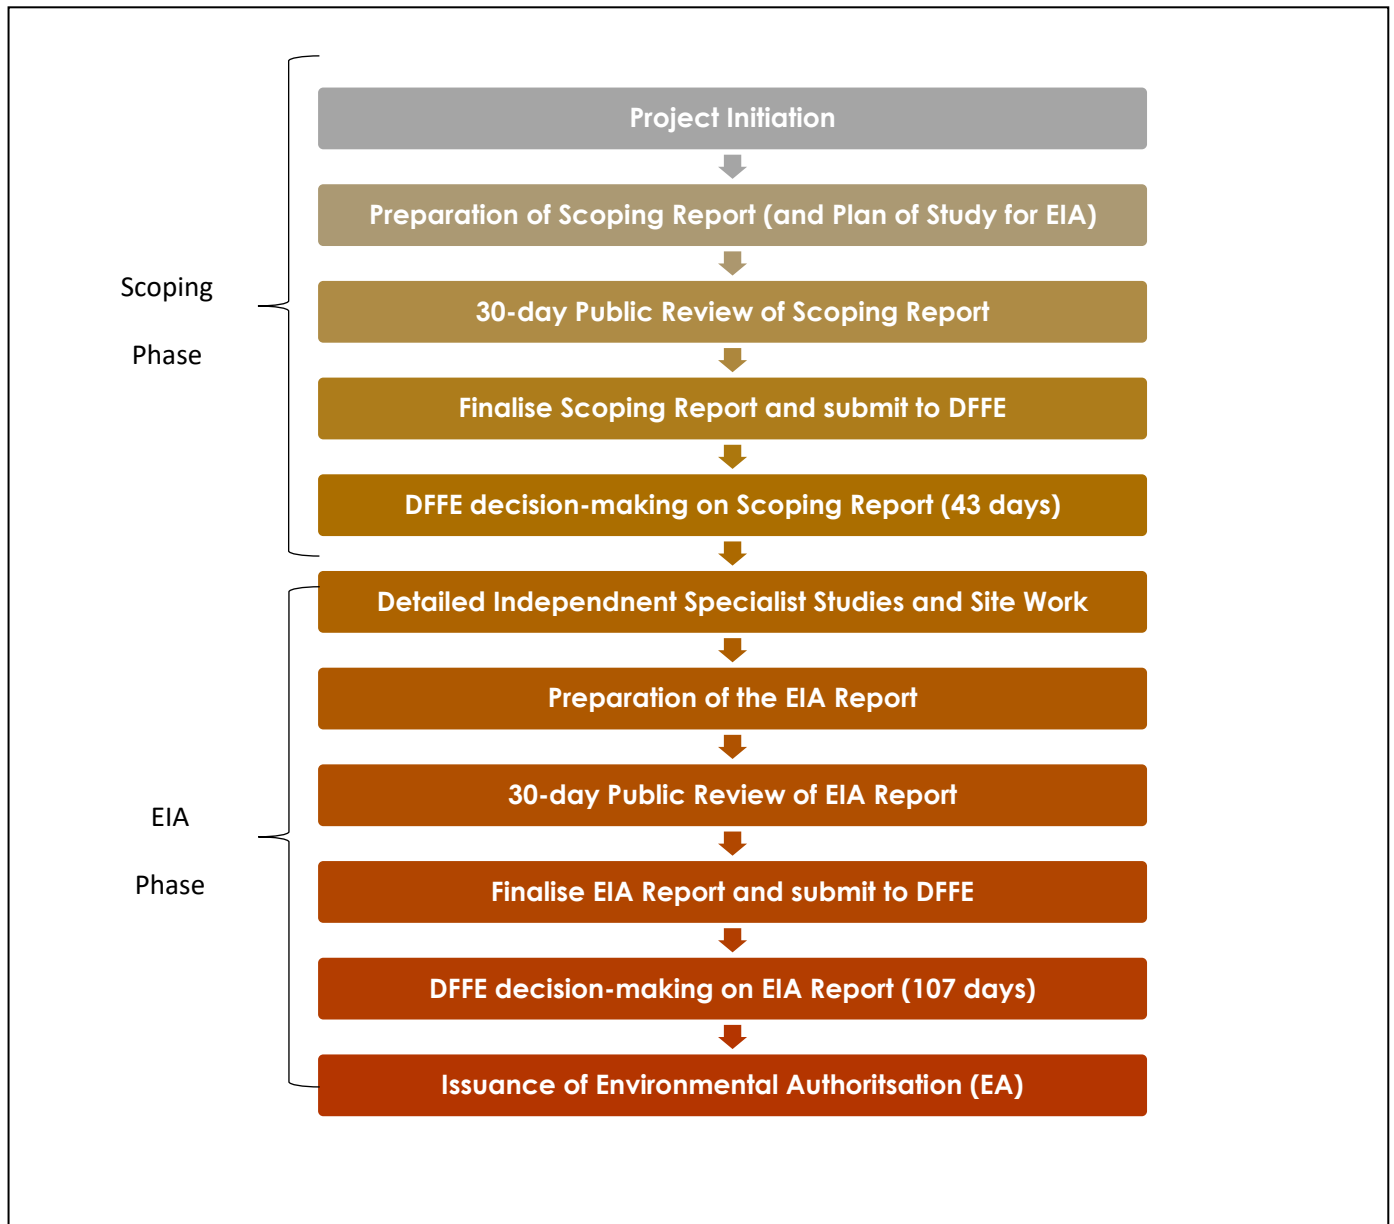 Project Initiation
Preparation of Scoping Report (and Plan of Study for EIA)
Scoping
Phase
30-day Public Review of Scoping Report
Finalise Scoping Report and submit to DFFE
DFFE decision-making on Scoping Report (43 days)
Detailed Independnent Specialist Studies and Site Work
Preparation of the EIA Report
EIA
Phase
30-day Public Review of EIA Report
Finalise EIA Report and submit to DFFE
DFFE decision-making on EIA Report (107 days)
Issuance of Environmental Authoritsation (EA)